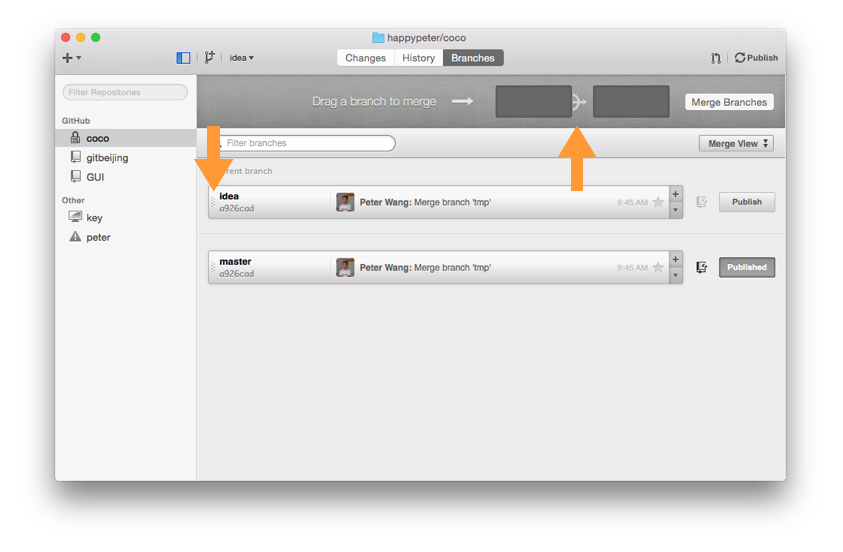 happypeter/coco
idea
Changes History Branches
Publish
Filter Repositories
Drag a branch to merge
Merge Branches
GitHub
coco
gitbeijing
GUI
Other
key
peter
Filter branches
Merge View
branch
idea
a926cad
Peter Wang: Merge branch 'tmp'
9:45 AM
Publish
master
a926cad
Peter Wang: Merge branch 'tmp'
9:45 AM
Published